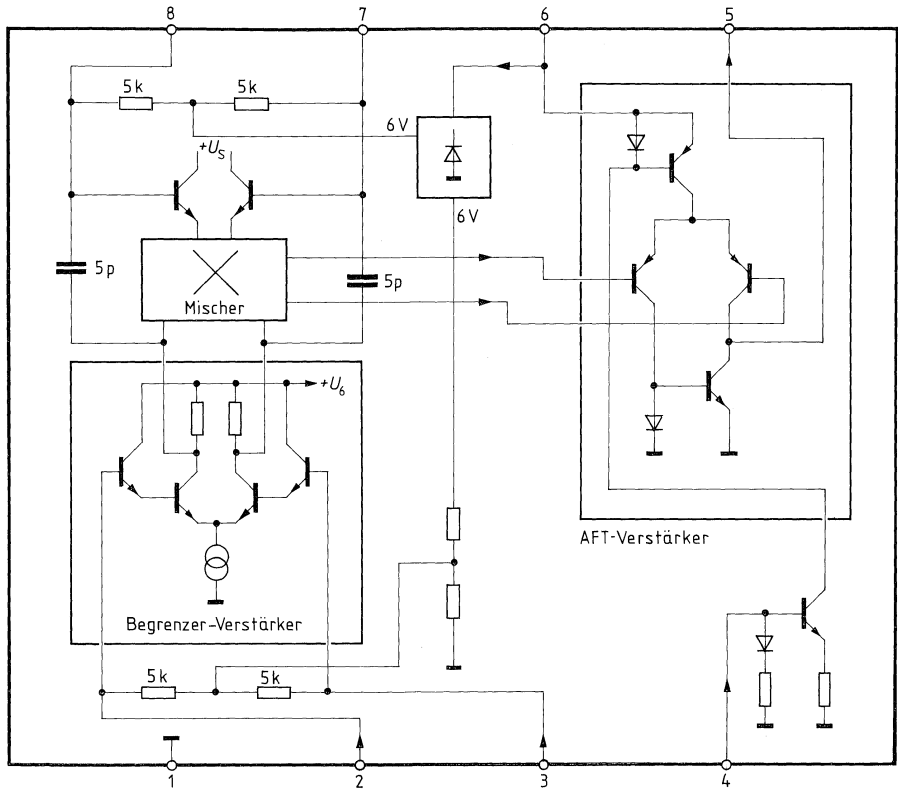 8 7 6 5
5k 5k
6V
+U_S
6V
5p 5p
Mischer
+U_6
AFT-Verstärker
Begrenzer-Verstärker
5k 5k
1 2 3 4